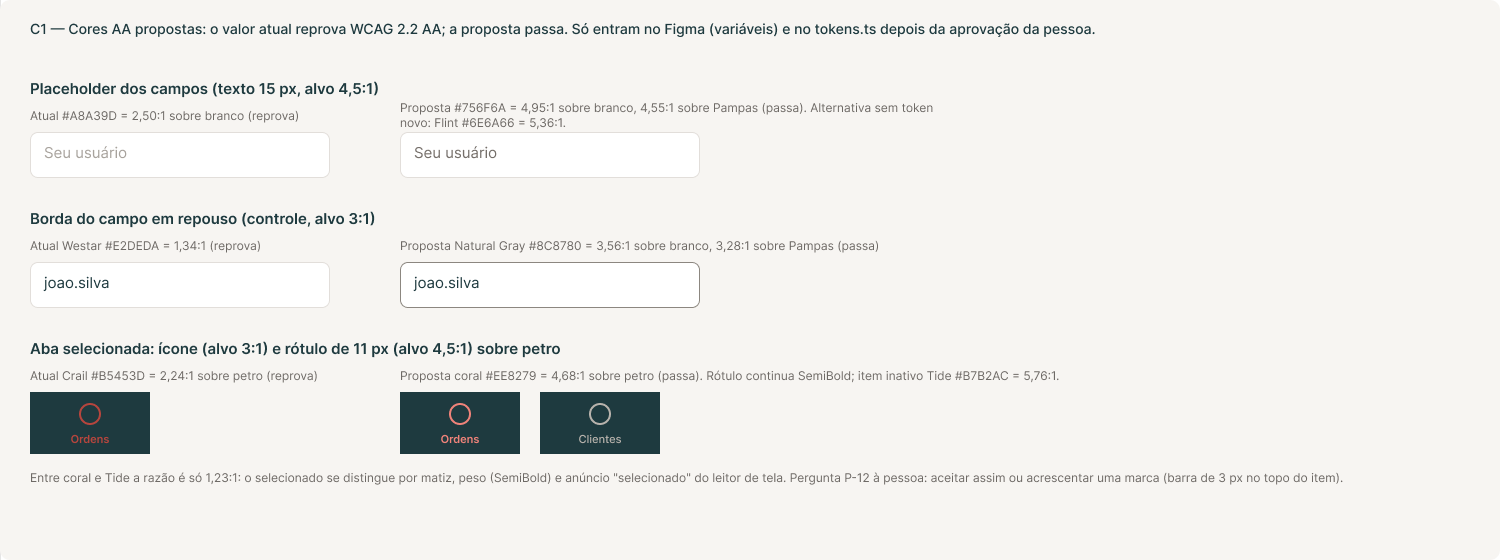 C1 — Cores AA propostas: o valor atual reprova WCAG 2.2 AA; a proposta passa. Só entram no Figma (variáveis) e no tokens.ts depois da aprovação da pessoa.
Placeholder dos campos (texto 15 px, alvo 4,5:1)
Atual #A8A39D = 2,50:1 sobre branco (reprova)
Proposta #756F6A = 4,95:1 sobre branco, 4,55:1 sobre Pampas (passa). Alternativa sem token
novo: Flint #6E6A66 = 5,36:1.
Seu usuário
Seu usuário
Borda do campo em repouso (controle, alvo 3:1)
Atual Westar #E2DEDA = 1,34:1 (reprova)
Proposta Natural Gray #8C8780 = 3,56:1 sobre branco, 3,28:1 sobre Pampas (passa)
joao.silva
joao.silva
Aba selecionada: ícone (alvo 3:1) e rótulo de 11 px (alvo 4,5:1) sobre petro
Atual Crail #B5453D = 2,24:1 sobre petro (reprova)
Proposta coral #EE8279 = 4,68:1 sobre petro (passa). Rótulo continua SemiBold; item inativo Tide #B7B2AC = 5,76:1.
Ordens
Ordens
Clientes
Entre coral e Tide a razão é só 1,23:1: o selecionado se distingue por matiz, peso (SemiBold) e anúncio "selecionado" do leitor de tela. Pergunta P-12 à pessoa: aceitar assim ou acrescentar uma marca (barra de 3 px no topo do item).